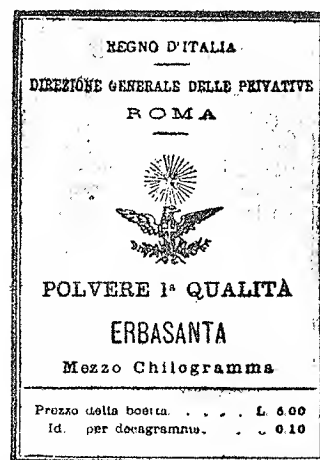 REGNO D'ITALIA
DIREZIONE GENERALE DELLE PRIVATIVE
ROMA
POLVERE 1ª QUALITÀ
ERBASANTA
Mezzo Chilogramma
Prezzo della boetta. . . . . L. 6.00
Id. per decagramma. . . „ 0.10